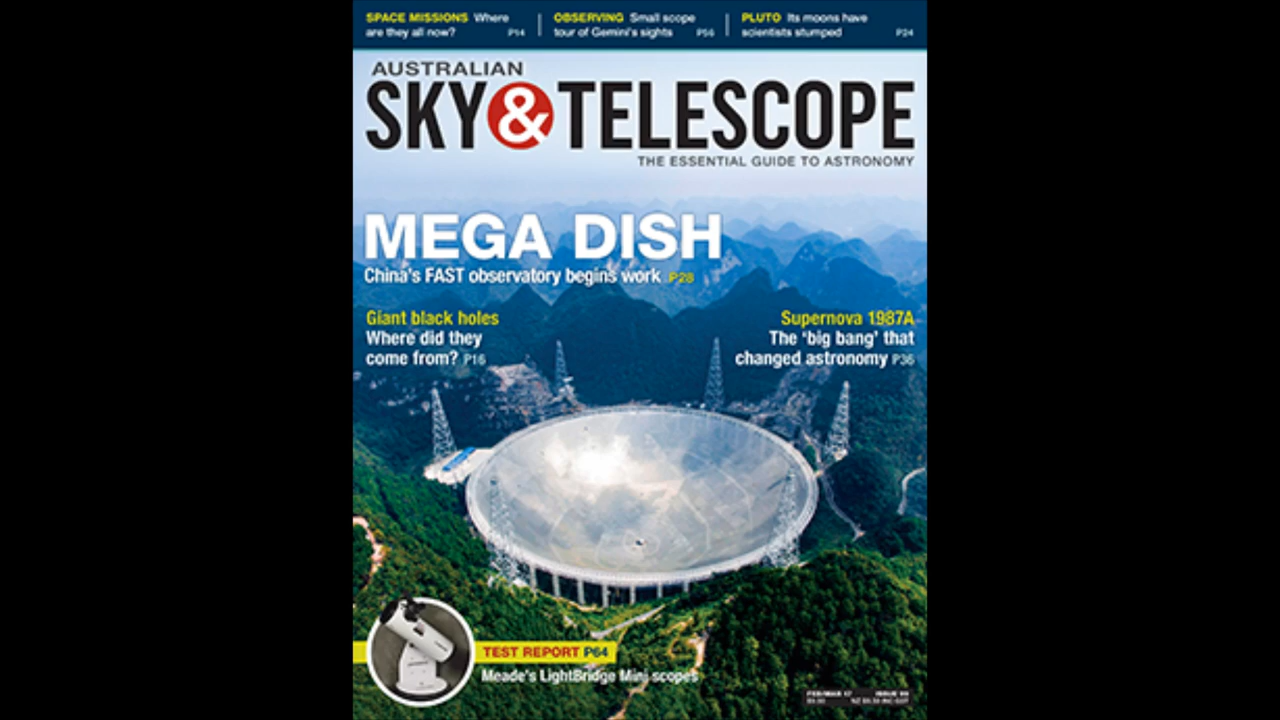 SPACE MISSIONS Where
are they all now? P14
OBSERVING Small scope
tour of Gemini's sights P56
PLUTO Its moons have
scientists stumped P24
AUSTRALIAN
SKY & TELESCOPE
THE ESSENTIAL GUIDE TO ASTRONOMY
MEGA DISH
China's FAST observatory begins work P28
Giant black holes
Where did they
come from? P16
Supernova 1987A
The 'big bang' that
changed astronomy P36
TEST REPORT P64
Meade's LightBridge Mini scopes
FEB/MAR 17 ISSUE